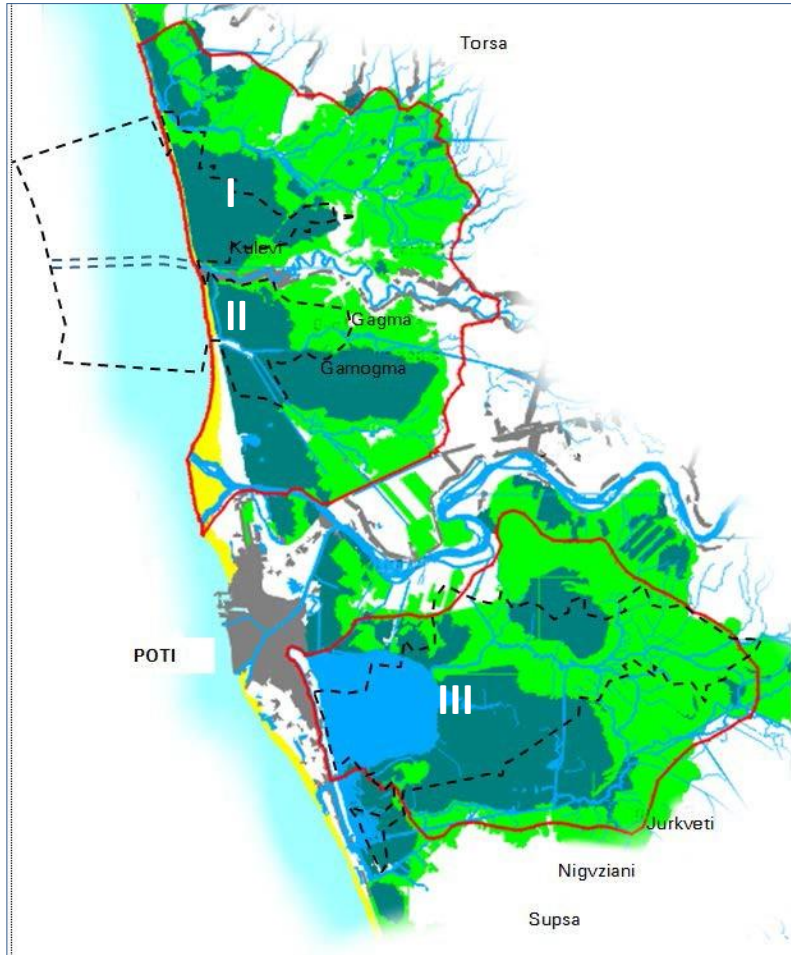 Torsa
I
Kulevi
II
Gagma
Gamogma
POTI
III
Jurkveti
Nigvziani
Supsa